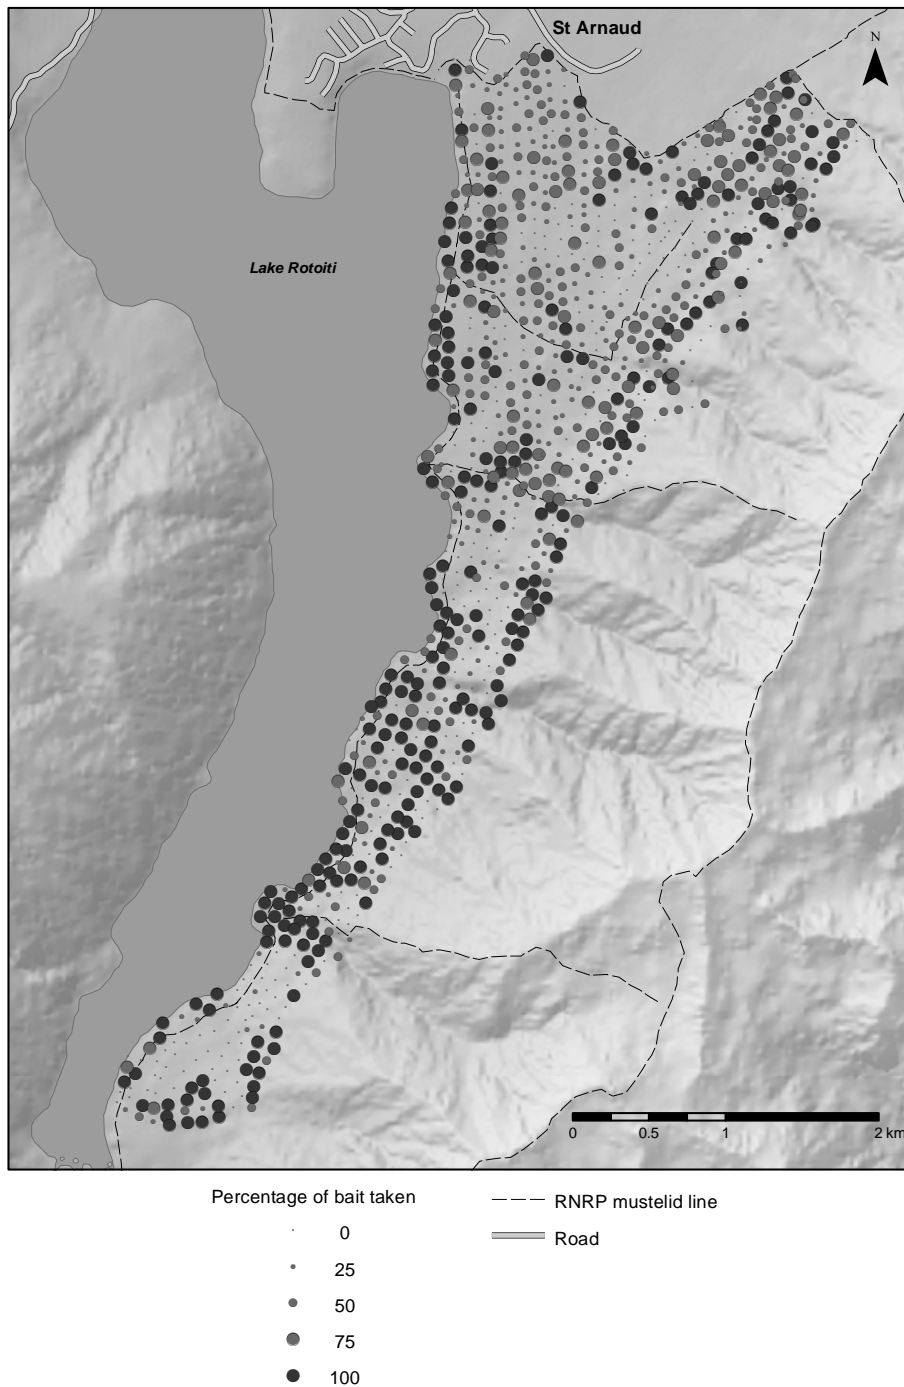 St Arnaud
N
Lake Rotoiti
0 0.5 1 2 km
Percentage of bait taken
0
25
50
75
100
RNRP mustelid line
Road